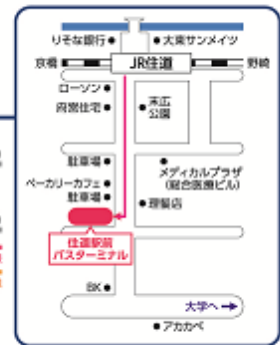 りそな銀行
大東サンメイツ
京橋
JR住道
野崎
ローソン
府営住宅
末広
公園
駐車場
メディカルプラザ
(総合医療ビル)
ベーカリーカフェ
駐車場
理髪店
住道駅前
バスターミナル
BK
大学へ→
アカカベ